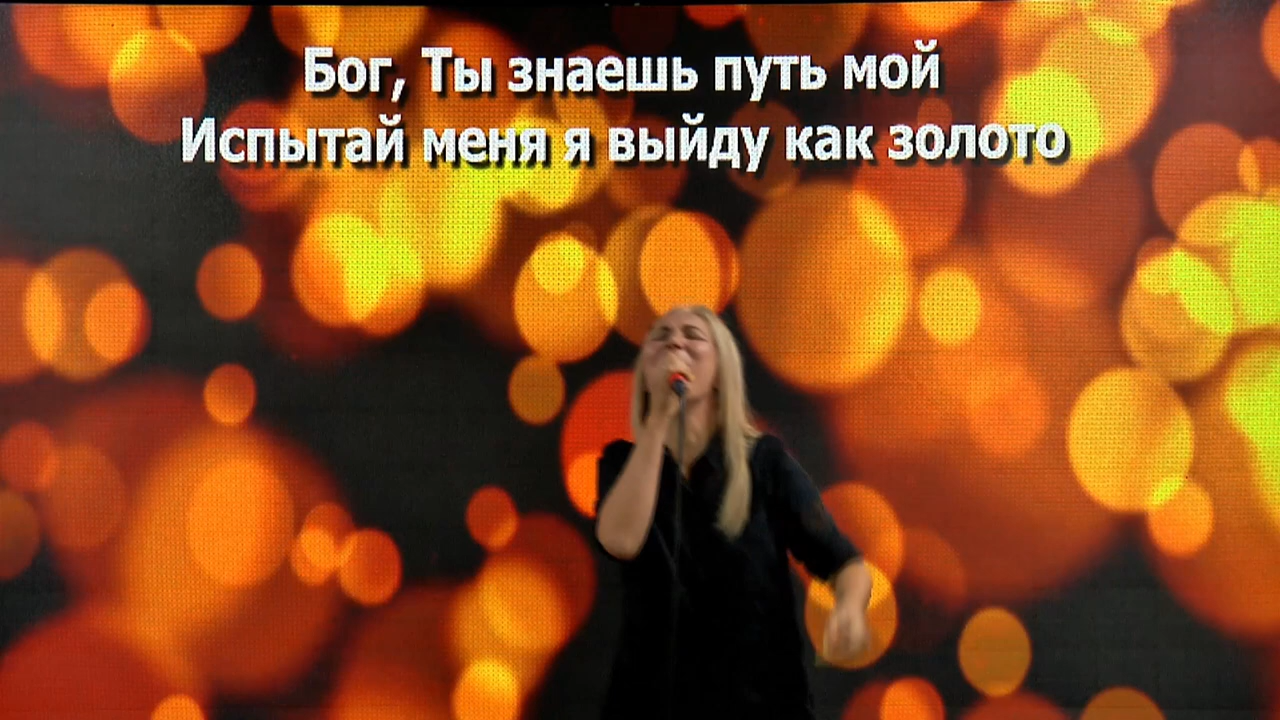 Бог, Ты знаешь путь мой
Испытай меня я выйду как золото